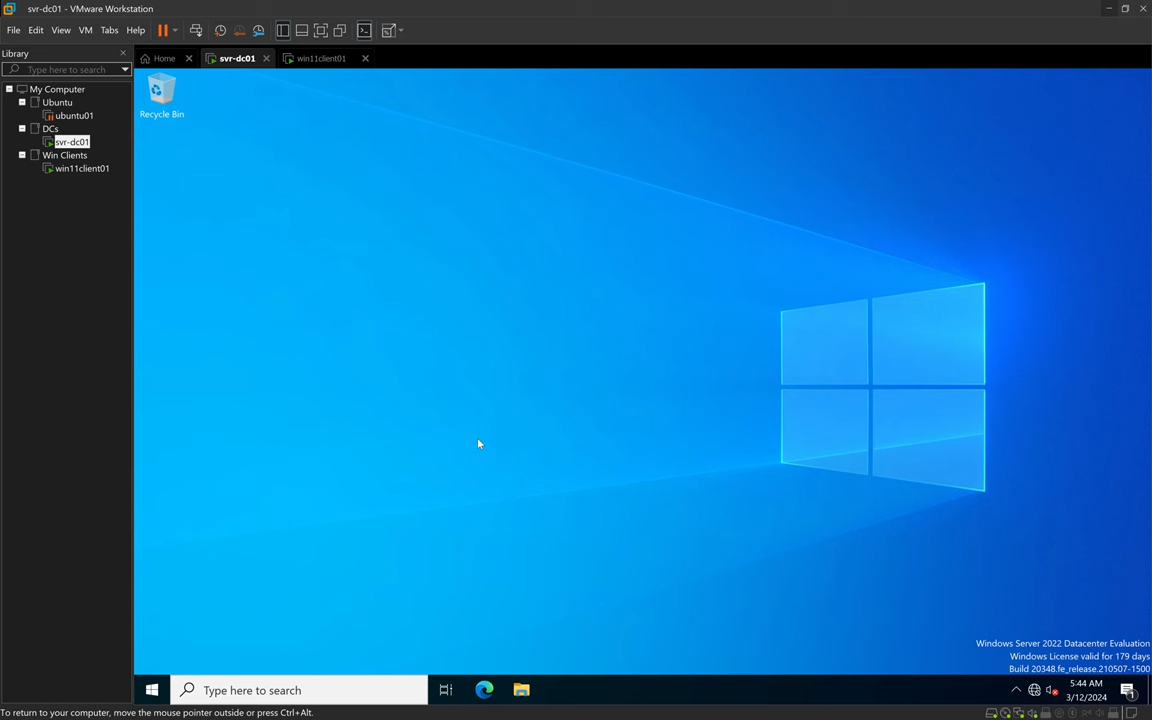 svr-dc01 - VMware Workstation
File Edit View VM Tabs Help
Library
Type here to search
My Computer
Ubuntu
ubuntu01
DCs
svr-dc01
Win Clients
win11client01
Home
svr-dc01
win11client01
Recycle Bin
Windows Server 2022 Datacenter Evaluation
Windows License valid for 179 days
Build 20348.fe_release.210507-1500
Type here to search
5:44 AM
3/12/2024
1
To return to your computer, move the mouse pointer outside or press Ctrl+Alt.